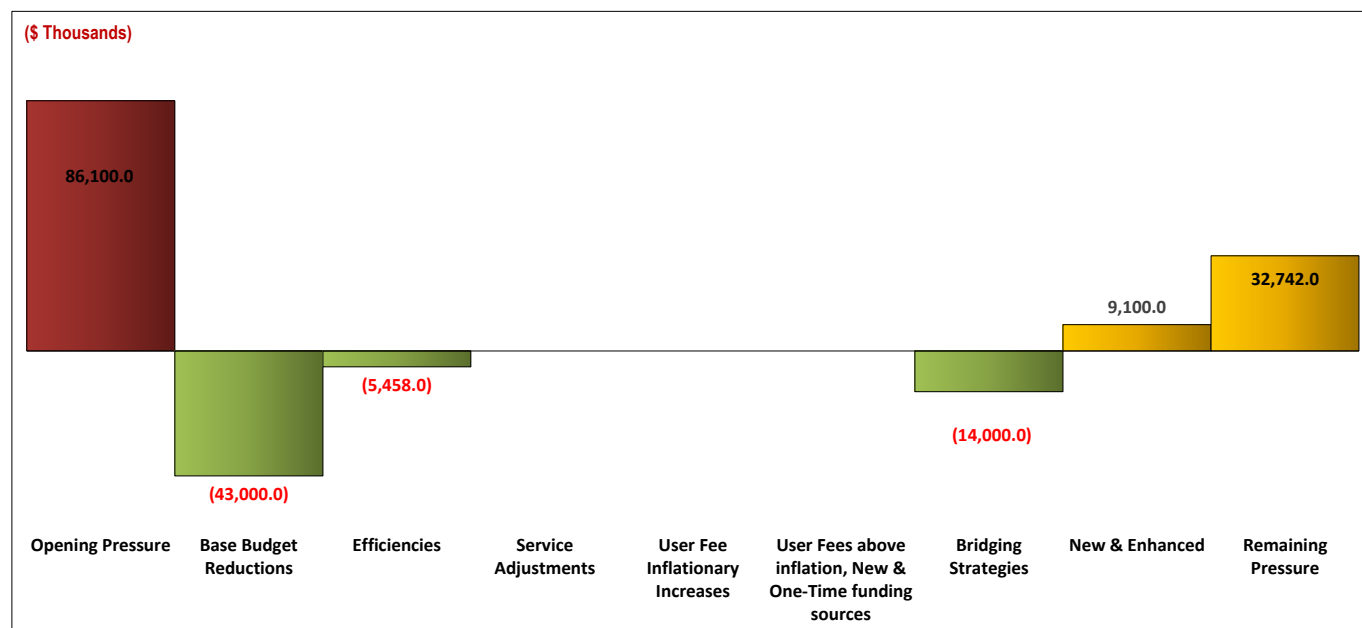 ($ Thousands)
86,100.0
(43,000.0)
(5,458.0)
(14,000.0)
9,100.0
32,742.0
Opening Pressure
Base Budget
Reductions
Efficiencies
Service
Adjustments
User Fee
Inflationary
Increases
User Fees above
inflation, New &
One-Time funding
sources
Bridging
Strategies
New & Enhanced
Remaining
Pressure